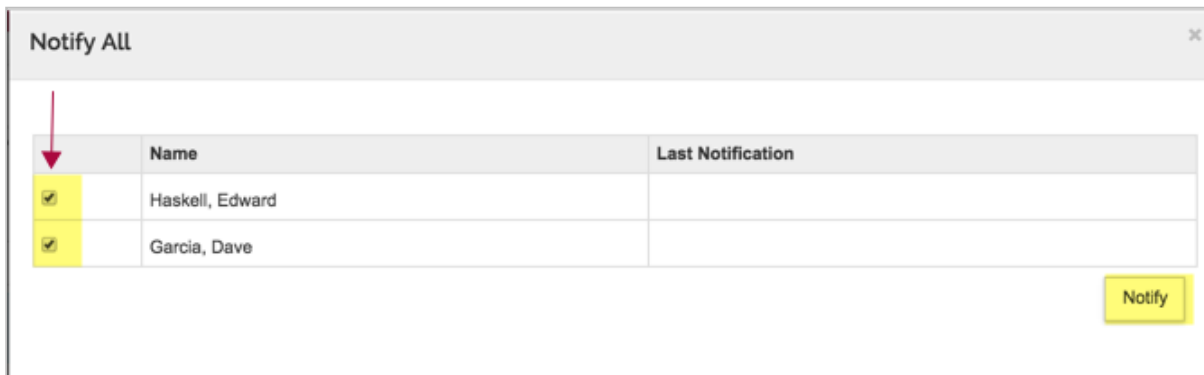 Notify All
Name Last Notification
Haskell, Edward
Garcia, Dave
Notify